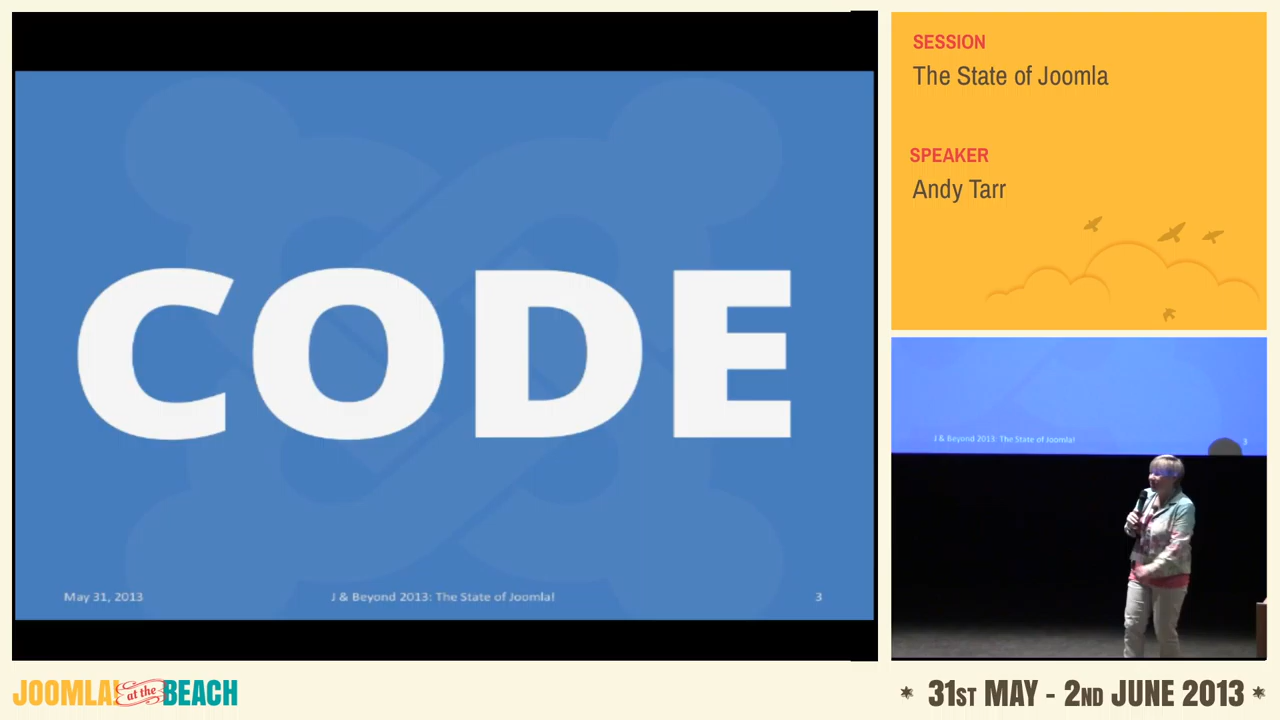 CODE
May 31, 2013
J & Beyond 2013: The State of Joomla!
3
SESSION
The State of Joomla
SPEAKER
Andy Tarr
J & Beyond 2013: The State of Joomla!
3
JOOMLA! at the BEACH
* 31ST MAY - 2ND JUNE 2013 *